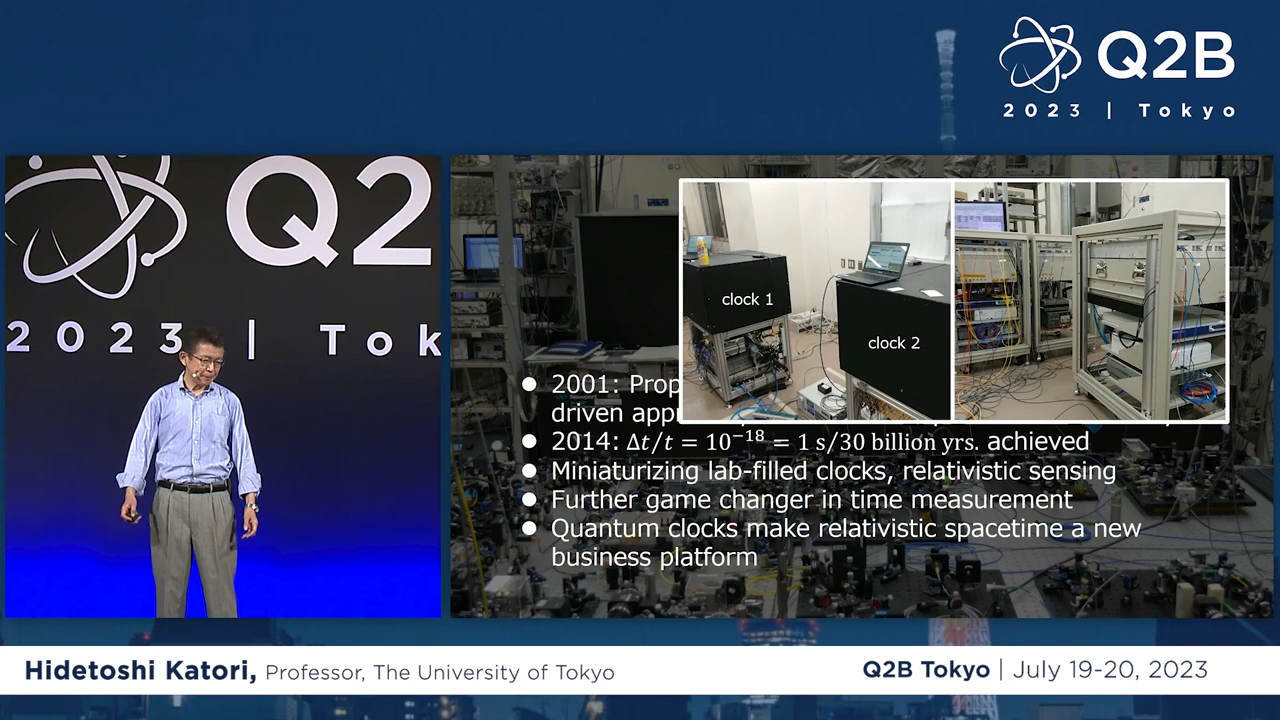 Q2B
2023 | Tokyo
Q2
2023 | Tok
clock 1
clock 2
● 2001: Prop
driven app
● 2014: Δt/t = 10⁻¹⁸ = 1 s/30 billion yrs. achieved
● Miniaturizing lab-filled clocks, relativistic sensing
● Further game changer in time measurement
● Quantum clocks make relativistic spacetime a new
business platform
Hidetoshi Katori, Professor, The University of Tokyo
Q2B Tokyo | July 19-20, 2023